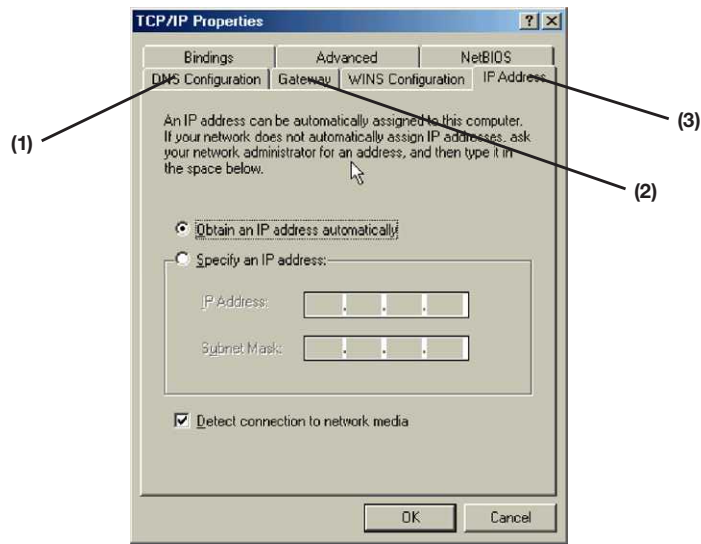 TCP/IP Properties
Bindings Advanced NetBIOS
DNS Configuration Gateway WINS Configuration IP Address
(1)
(2)
(3)
An IP address can be automatically assigned to this computer.
If your network does not automatically assign IP addresses, ask
your network administrator for an address, and then type it in
the space below.
Obtain an IP address automatically
Specify an IP address:
IP Address:
Subnet Mask:
Detect connection to network media
OK Cancel